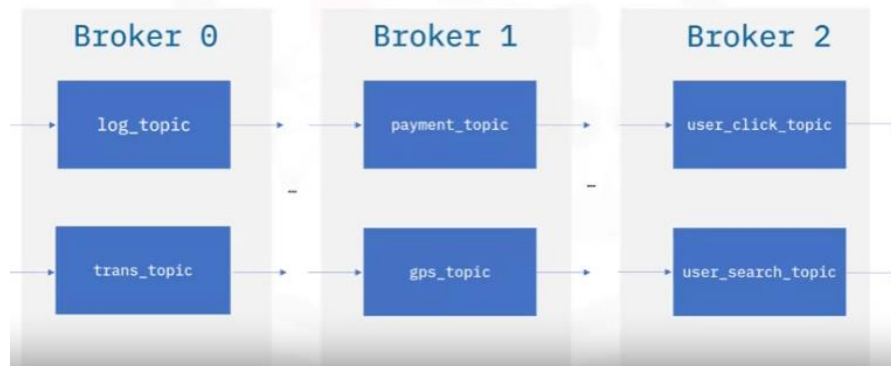 Broker 0
Broker 1
Broker 2
log_topic
payment_topic
user_click_topic
…
…
trans_topic
gps_topic
user_search_topic